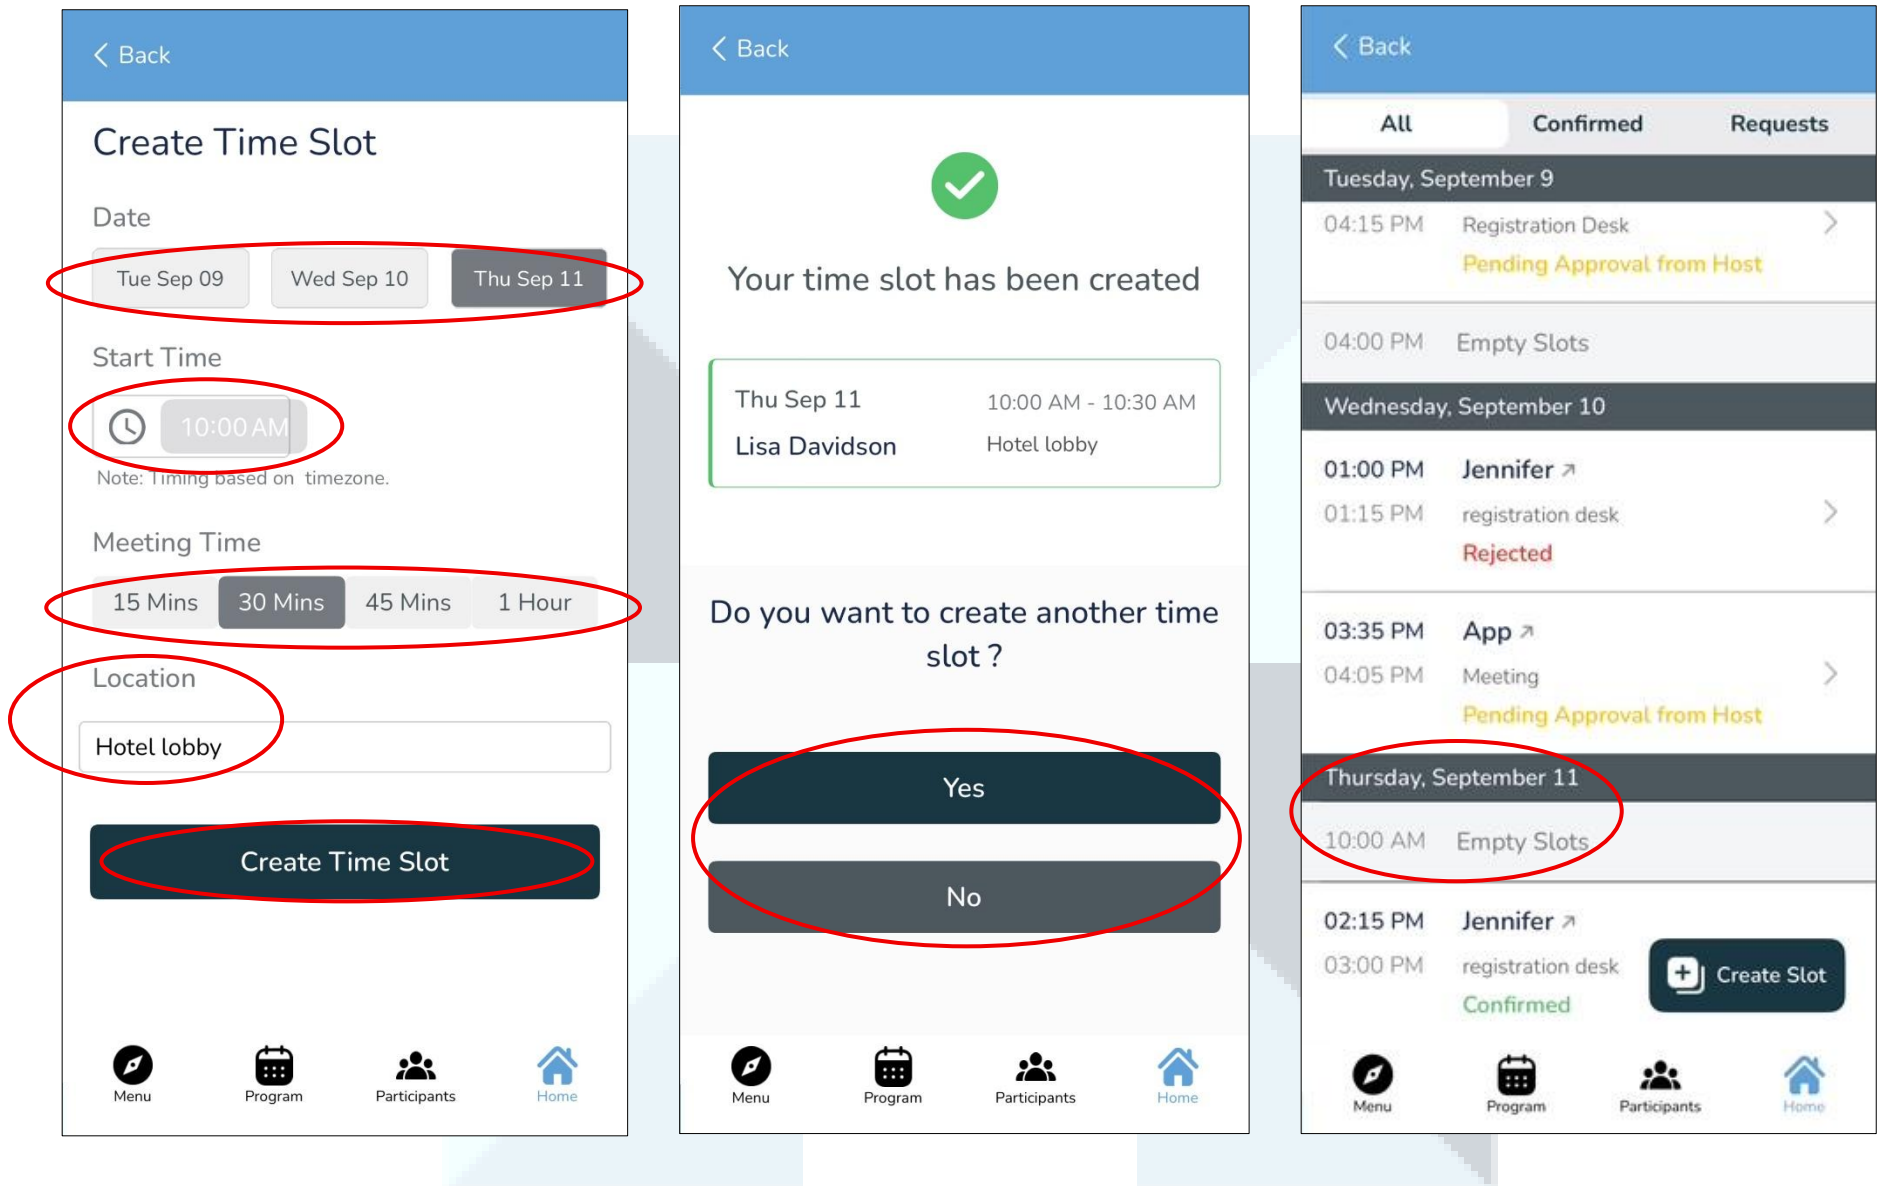 Back
Create Time Slot
Date
Tue Sep 09 Wed Sep 10 Thu Sep 11
Start Time
10:00 AM
Note: Timing based on timezone.
Meeting Time
15 Mins 30 Mins 45 Mins 1 Hour
Location
Hotel lobby
Create Time Slot
Menu Program Participants Home
Back
Your time slot has been created
Thu Sep 11 10:00 AM - 10:30 AM
Lisa Davidson Hotel lobby
Do you want to create another time
slot ?
Yes
No
Menu Program Participants Home
Back
All Confirmed Requests
Tuesday, September 9
04:15 PM Registration Desk
Pending Approval from Host
04:00 PM Empty Slots
Wednesday, September 10
01:00 PM Jennifer
01:15 PM registration desk
Rejected
03:35 PM App
04:05 PM Meeting
Pending Approval from Host
Thursday, September 11
10:00 AM Empty Slots
02:15 PM Jennifer
03:00 PM registration desk
Confirmed
Create Slot
Menu Program Participants Home